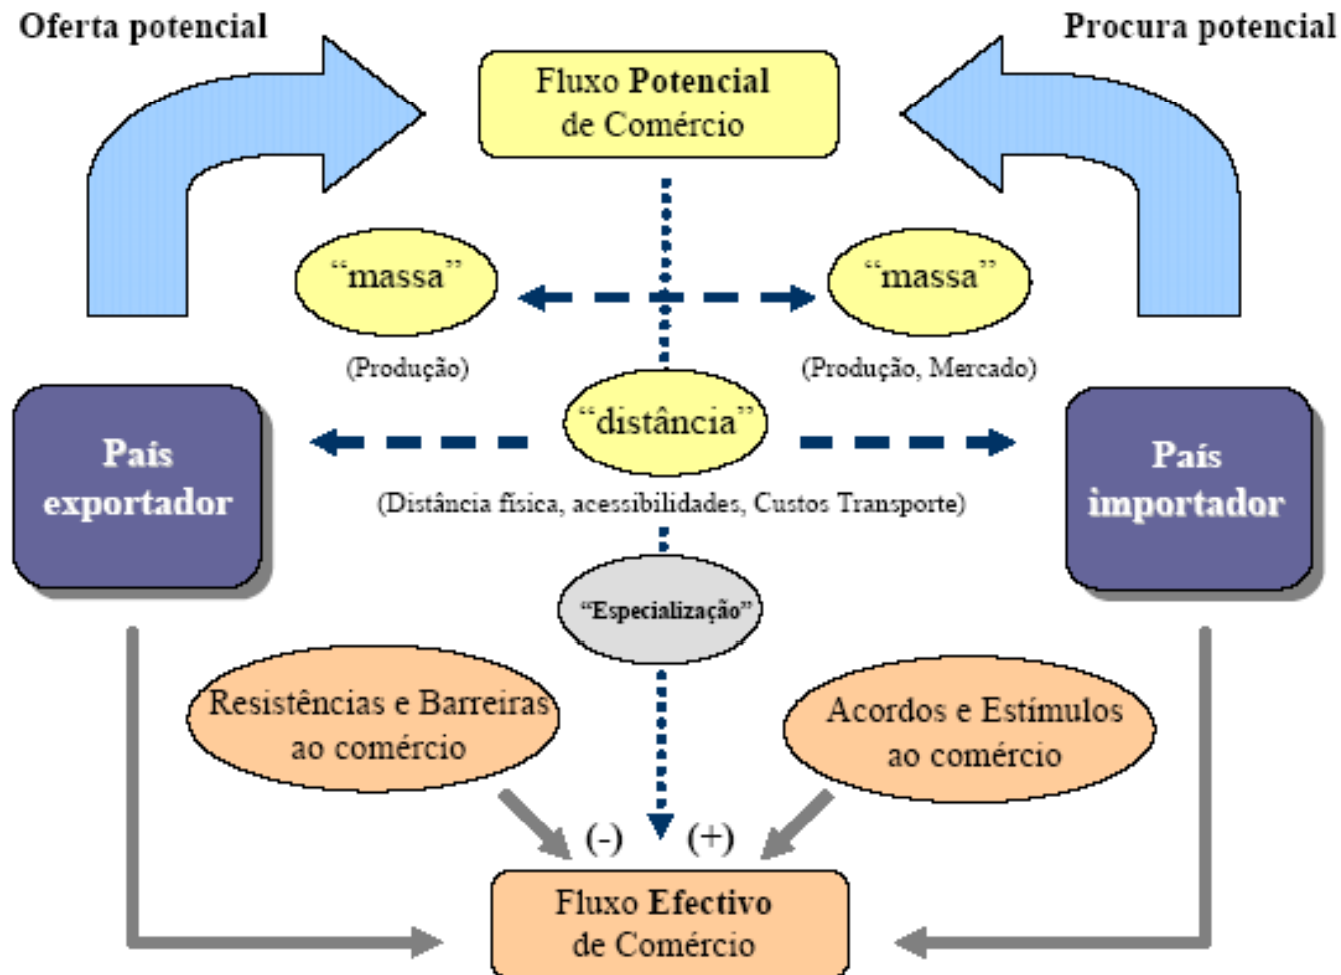 Oferta potencial
Procura potencial
Fluxo Potencial
de Comércio
“massa”
“massa”
(Produção)
(Produção, Mercado)
“distância”
País
exportador
País
importador
(Distância física, acessibilidades, Custos Transporte)
“Especialização”
Resistências e Barreiras
ao comércio
Acordos e Estímulos
ao comércio
(-)
(+)
Fluxo Efectivo
de Comércio